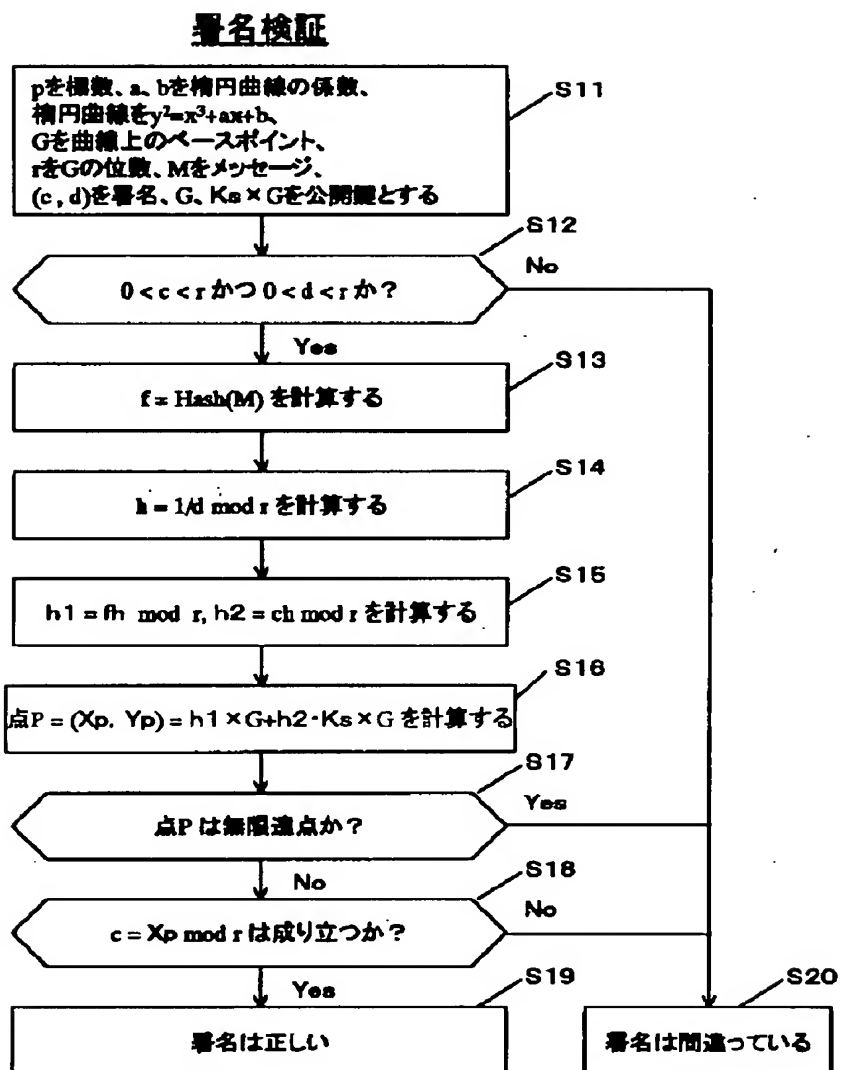 署名検証
pを標数、a、bを楕円曲線の係数、
楕円曲線をy²=x³+ax+b、
Gを曲線上のベースポイント、
rをGの位数、Mをメッセージ、
(c , d)を署名、G、Ks×Gを公開鍵とする
S11
S12
0<c<r かつ 0<d<r か？
No
Yes
S13
f = Hash(M) を計算する
S14
h = 1/d mod r を計算する
S15
h1 = fh mod r, h2 = ch mod r を計算する
S16
点P = (Xp, Yp) = h1×G+h2・Ks×G を計算する
S17
点P は無限遠点か？
Yes
No
S18
c = Xp mod r は成り立つか？
No
Yes
S19
署名は正しい
S20
署名は間違っている